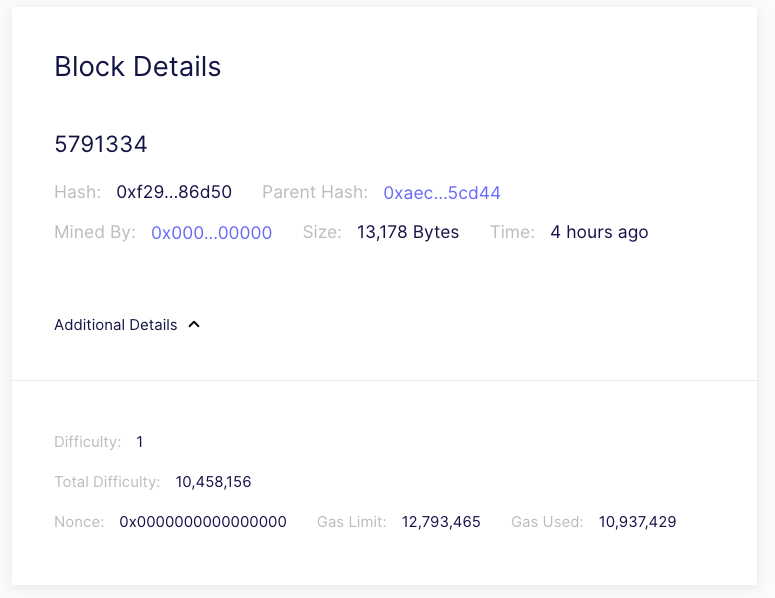 Block Details
5791334
Hash: 0xf29...86d50 Parent Hash: 0xaec...5cd44
Mined By: 0x000...00000 Size: 13,178 Bytes Time: 4 hours ago
Additional Details
Difficulty: 1
Total Difficulty: 10,458,156
Nonce: 0x0000000000000000 Gas Limit: 12,793,465 Gas Used: 10,937,429